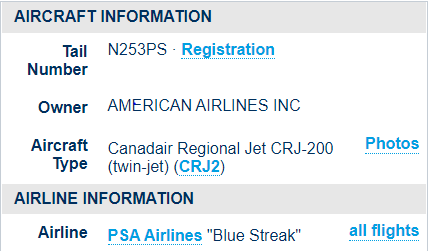 AIRCRAFT INFORMATION
Tail Number N253PS · Registration
Owner AMERICAN AIRLINES INC
Aircraft Type Canadair Regional Jet CRJ-200 Photos
(twin-jet) (CRJ2)
AIRLINE INFORMATION
Airline PSA Airlines "Blue Streak" all flights